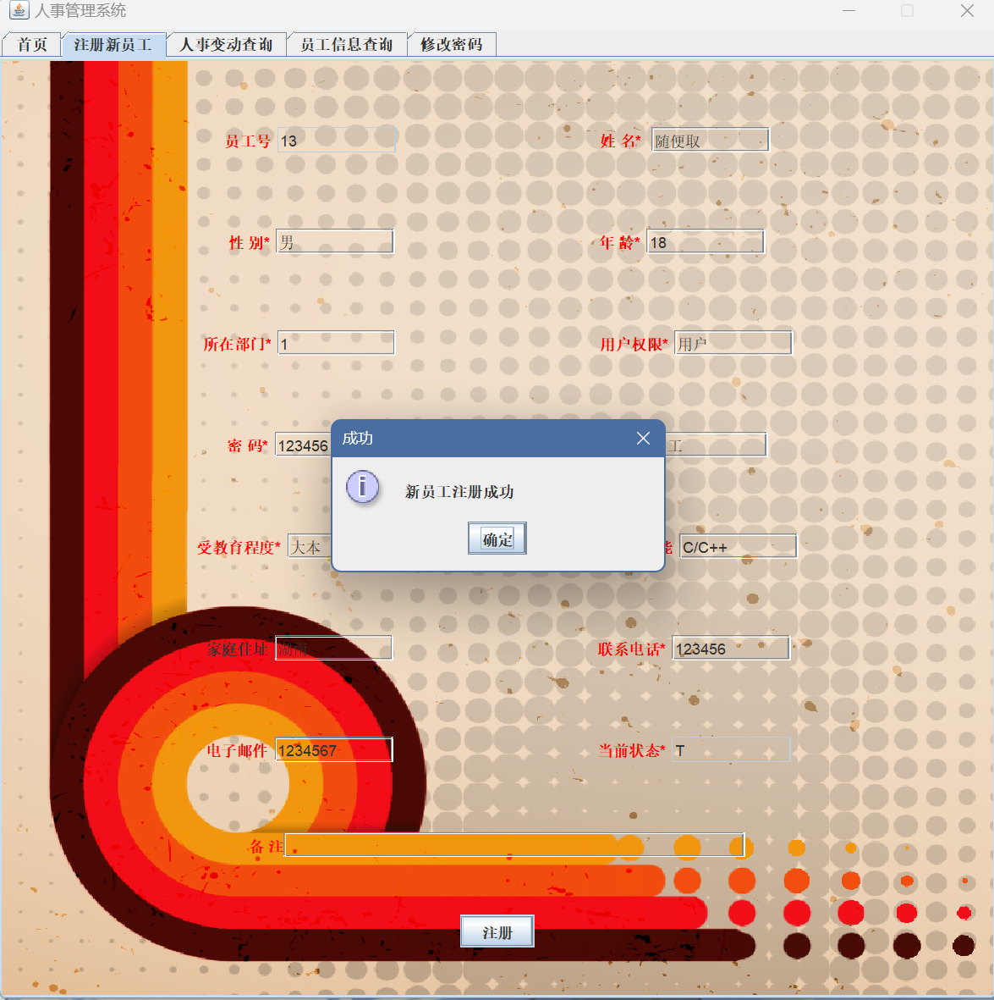 人事管理系统
首页 注册新员工 人事变动查询 员工信息查询 修改密码
员工号 13 姓 名* 随便取
性 别* 男 年 龄* 18
所在部门* 1 用户权限* 用户
成功
密 码* 123456 工
新员工注册成功
确定
受教育程度* 大本 能 C/C++
家庭住址 湖南 联系电话* 123456
电子邮件 1234567 当前状态* T
备 注
注册